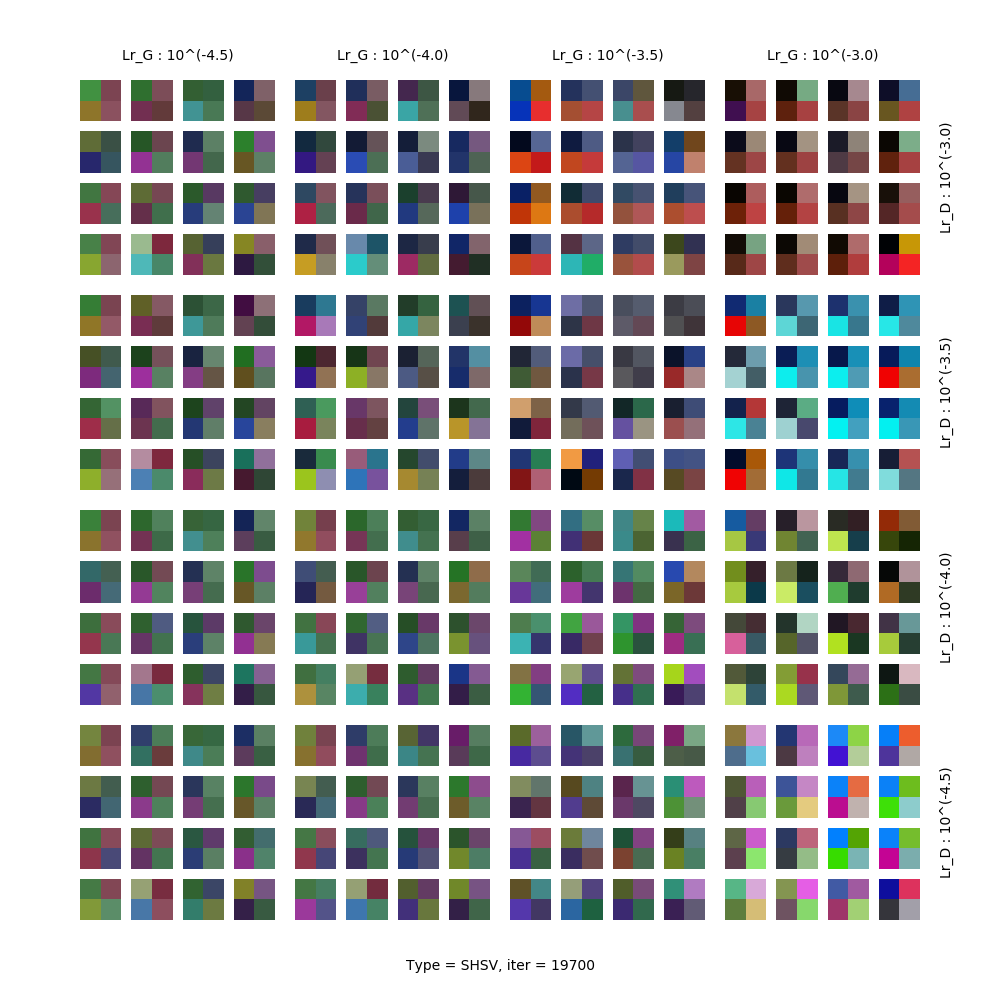 Lr_G : 10^(-4.5)
Lr_G : 10^(-4.0)
Lr_G : 10^(-3.5)
Lr_G : 10^(-3.0)
Lr_D : 10^(-3.0)
Lr_D : 10^(-3.5)
Lr_D : 10^(-4.0)
Lr_D : 10^(-4.5)
Type = SHSV, iter = 19700